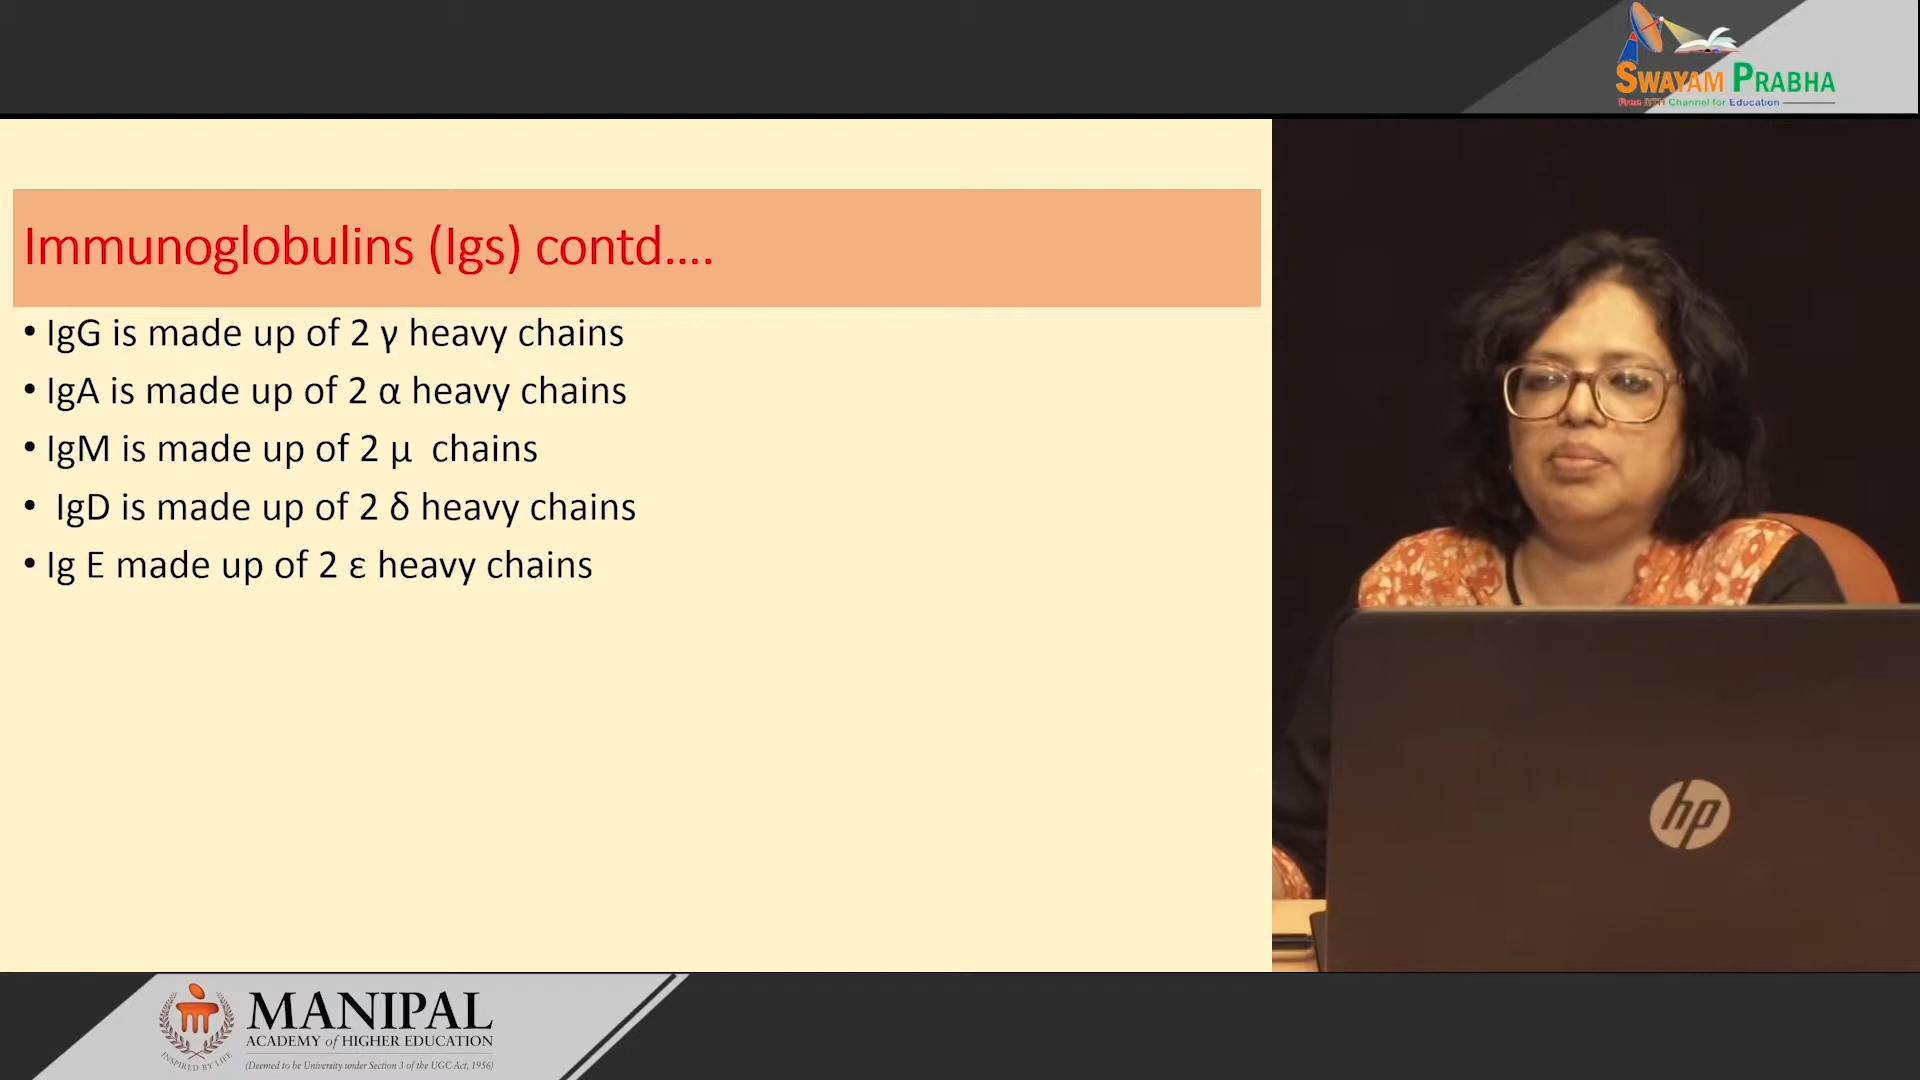 SWAYAM PRABHA
Free DTH Channel for Education
Immunoglobulins (Igs) contd....
• IgG is made up of 2 γ heavy chains
• IgA is made up of 2 α heavy chains
• IgM is made up of 2 μ chains
• IgD is made up of 2 δ heavy chains
• Ig E made up of 2 ε heavy chains
hp
MANIPAL
ACADEMY of HIGHER EDUCATION
(Deemed to be University under Section 3 of the UGC Act, 1956)
INSPIRED BY LIFE